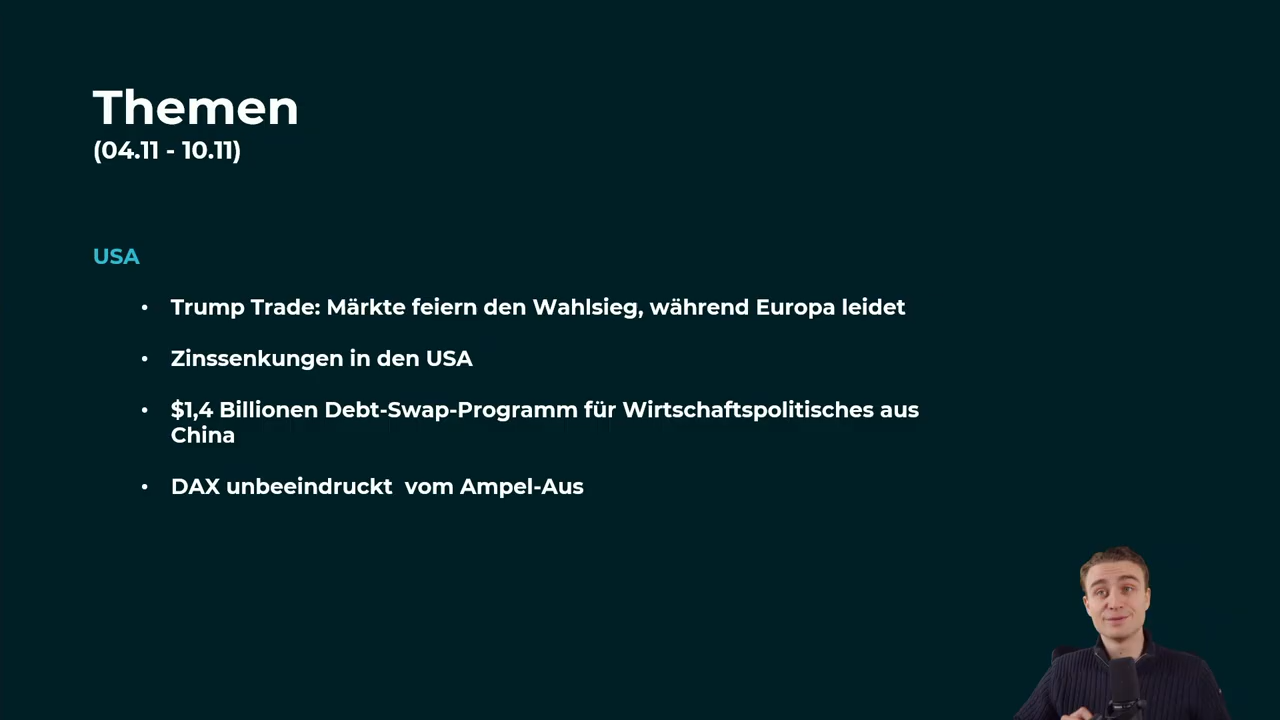 Themen
(04.11 - 10.11)
USA
• Trump Trade: Märkte feiern den Wahlsieg, während Europa leidet
• Zinssenkungen in den USA
• $1,4 Billionen Debt-Swap-Programm für Wirtschaftspolitisches aus
China
• DAX unbeeindruckt  vom Ampel-Aus